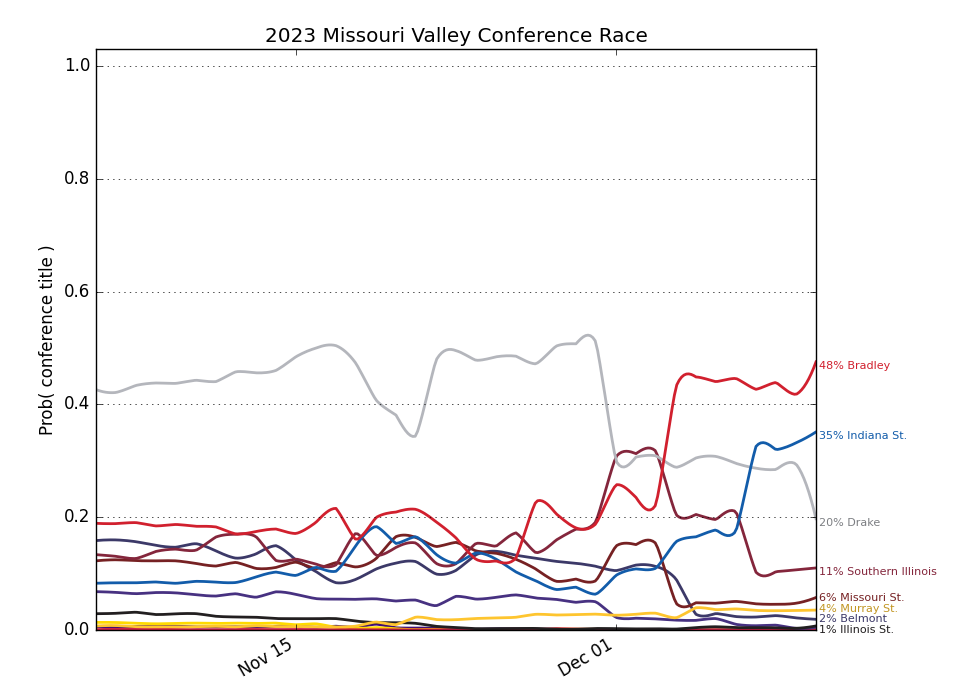 2023 Missouri Valley Conference Race
Prob( conference title )
1.0
0.8
0.6
0.4
0.2
0.0
Nov 15
Dec 01
48% Bradley
35% Indiana St.
20% Drake
11% Southern Illinois
6% Missouri St.
4% Murray St.
2% Belmont
1% Illinois St.